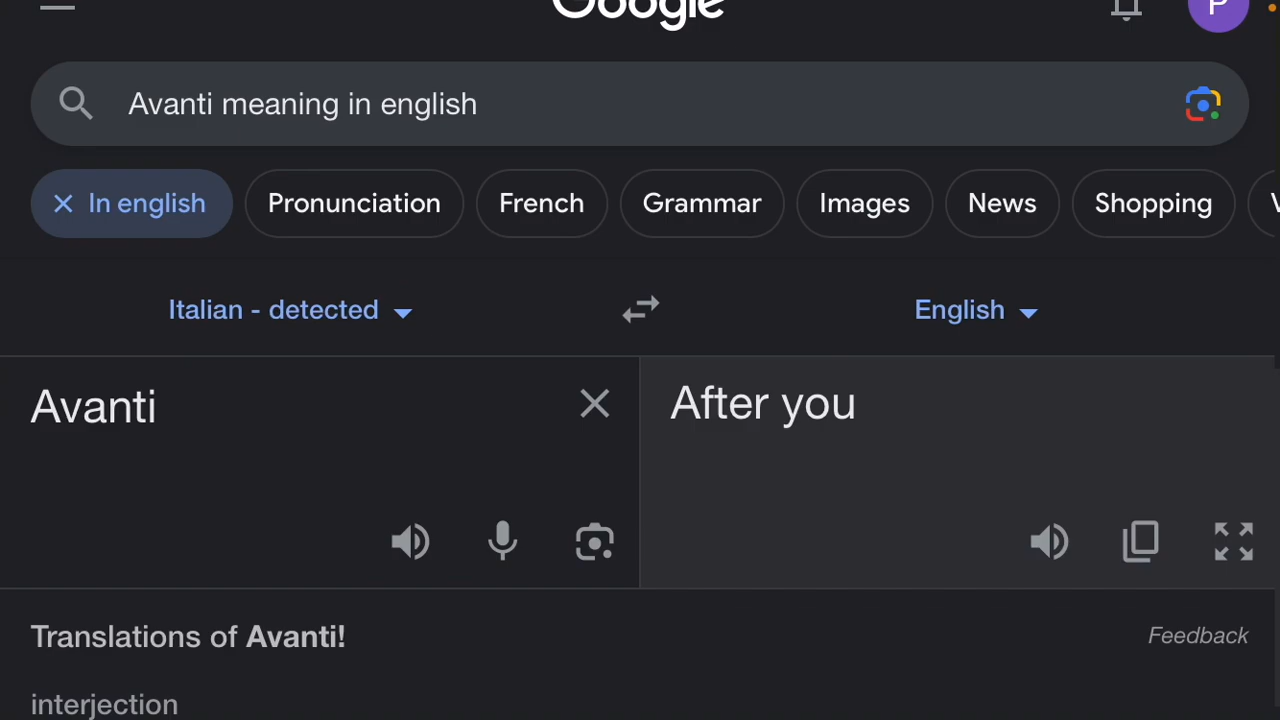 Google
P
Avanti meaning in english
In english
Pronunciation
French
Grammar
Images
News
Shopping
Italian - detected
English
Avanti
After you
Translations of Avanti!
Feedback
interjection